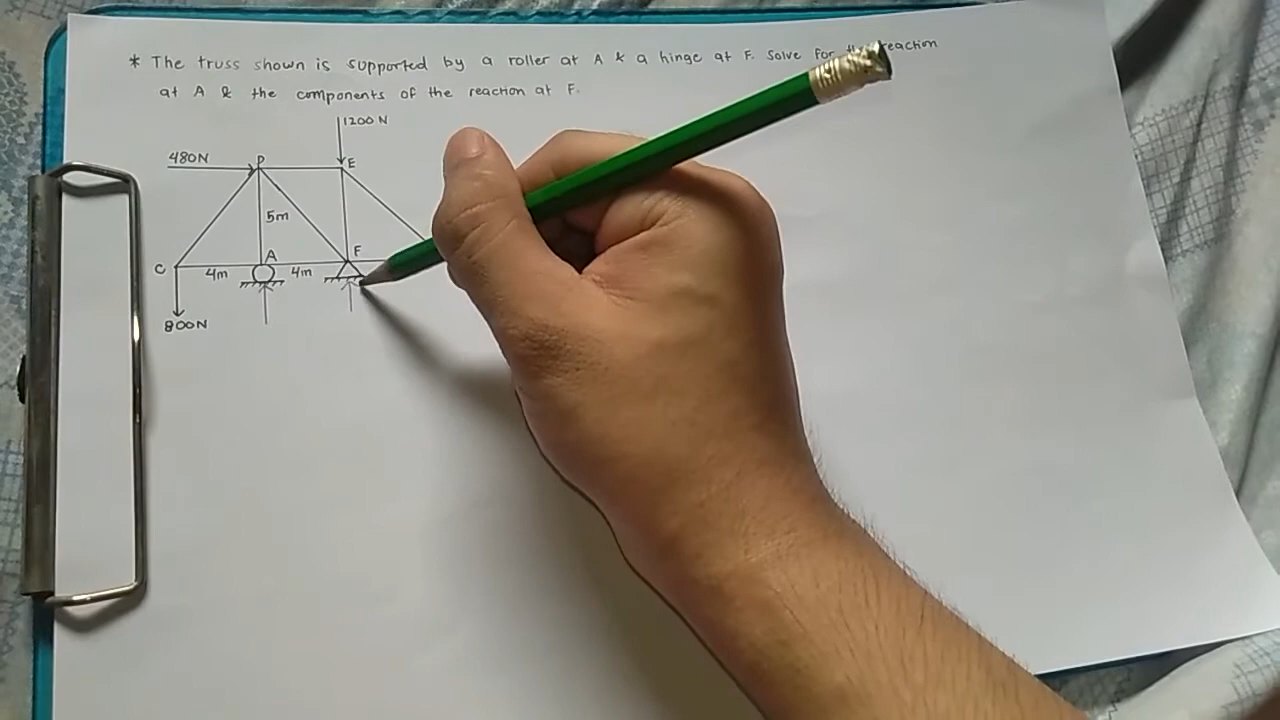 * The truss shown is supported by a roller at A & a hinge at F. Solve for reaction
at A & the components of the reaction at F.
1200 N
480N
P
E
5m
C
4m
A
4m
F
800N